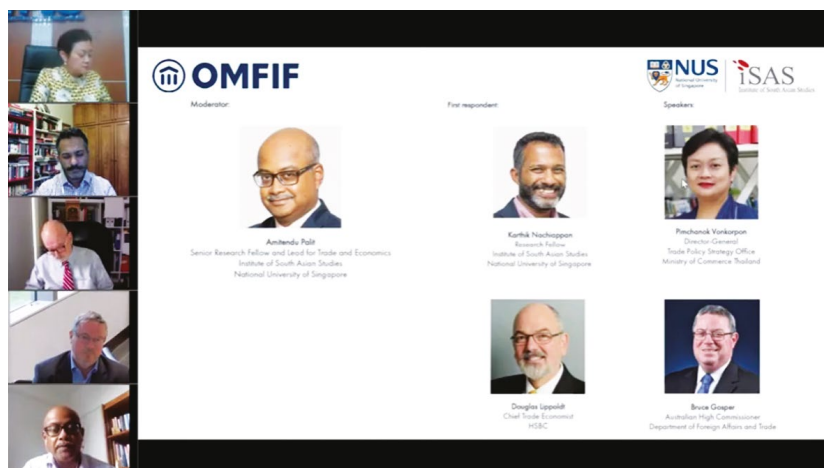 OMFIF
NUS
National University
of Singapore
iSAS
Institute of South Asian Studies
Moderator:
First respondent:
Speakers:
Amitendu Palit
Senior Research Fellow and Lead for Trade and Economics
Institute of South Asian Studies
National University of Singapore
Karthik Nachiappan
Research Fellow
Institute of South Asian Studies
National University of Singapore
Pimchanok Vonkorpon
Director-General
Trade Policy Strategy Office
Ministry of Commerce Thailand
Douglas Lippoldt
Chief Trade Economist
HSBC
Bruce Gosper
Australian High Commissioner
Department of Foreign Affairs and Trade